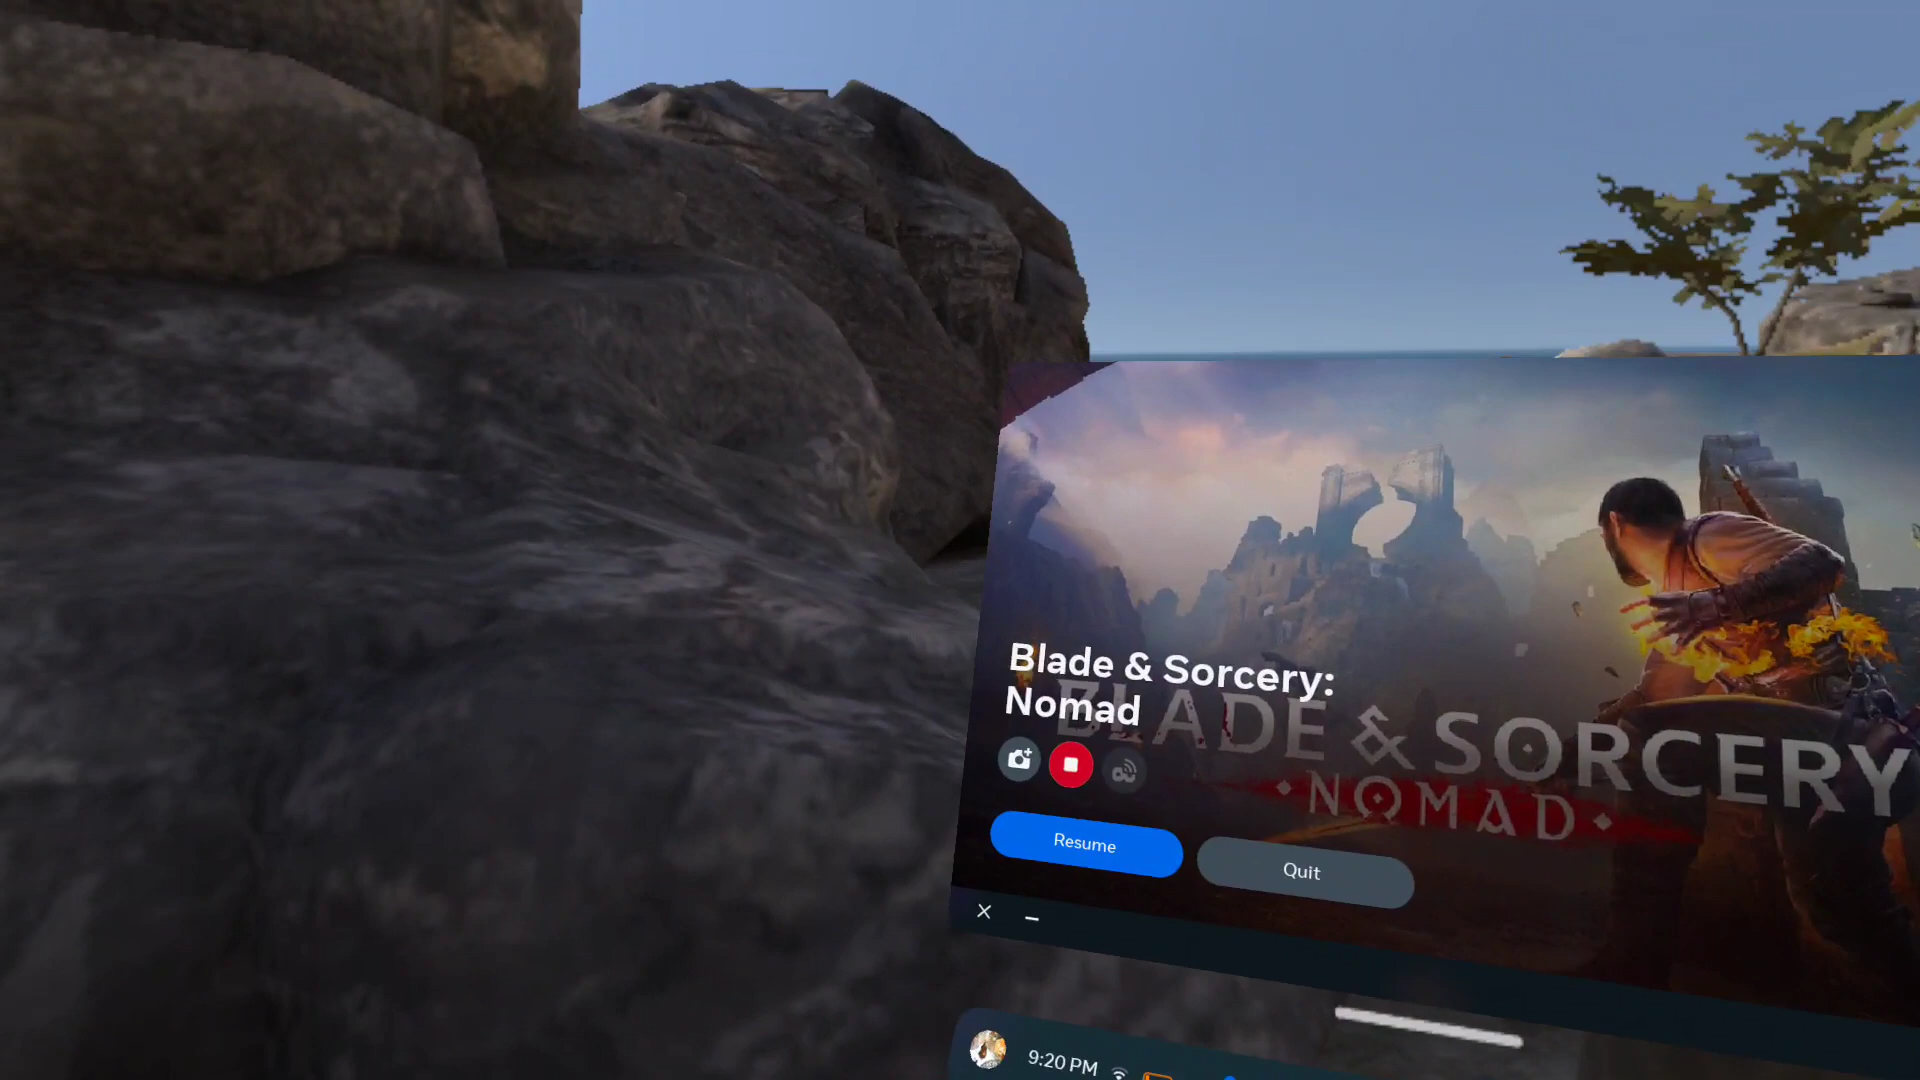 Blade & Sorcery:
Nomad
BLADE & SORCERY
NOMAD
Resume
Quit
9:20 PM